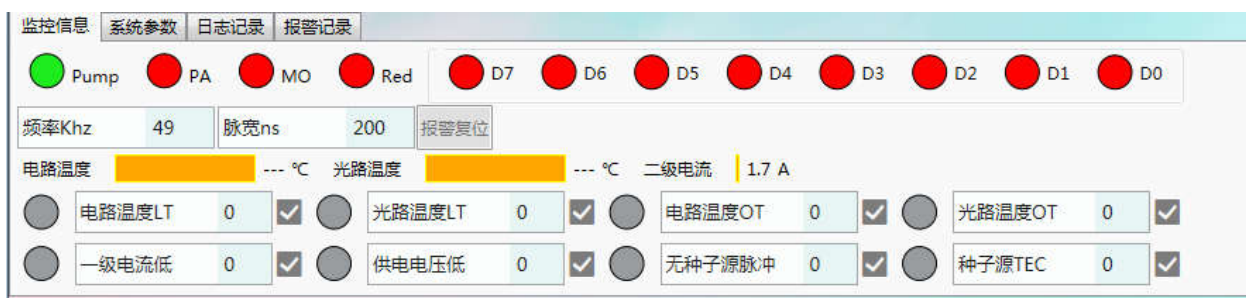 监控信息 系统参数 日志记录 报警记录
Pump PA MO Red D7 D6 D5 D4 D3 D2 D1 D0
频率Khz 49 脉宽ns 200 报警复位
电路温度 --- ℃ 光路温度 --- ℃ 二级电流 1.7 A
电路温度LT 0 光路温度LT 0 电路温度OT 0 光路温度OT 0
一级电流低 0 供电电压低 0 无种子源脉冲 0 种子源TEC 0